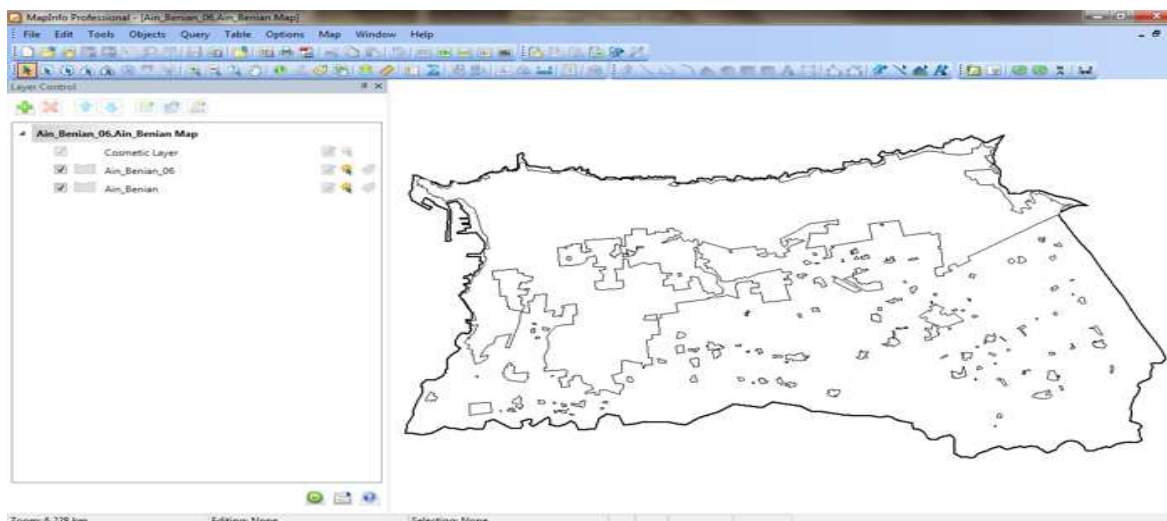 MapInfo Professional - [Ain_Benian_06,Ain_Benian Map]
File Edit Tools Objects Query Table Options Map Window Help
Layer Control
Ain_Benian_06,Ain_Benian Map
Cosmetic Layer
Ain_Benian_06
Ain_Benian
Editing: None
Selecting: None